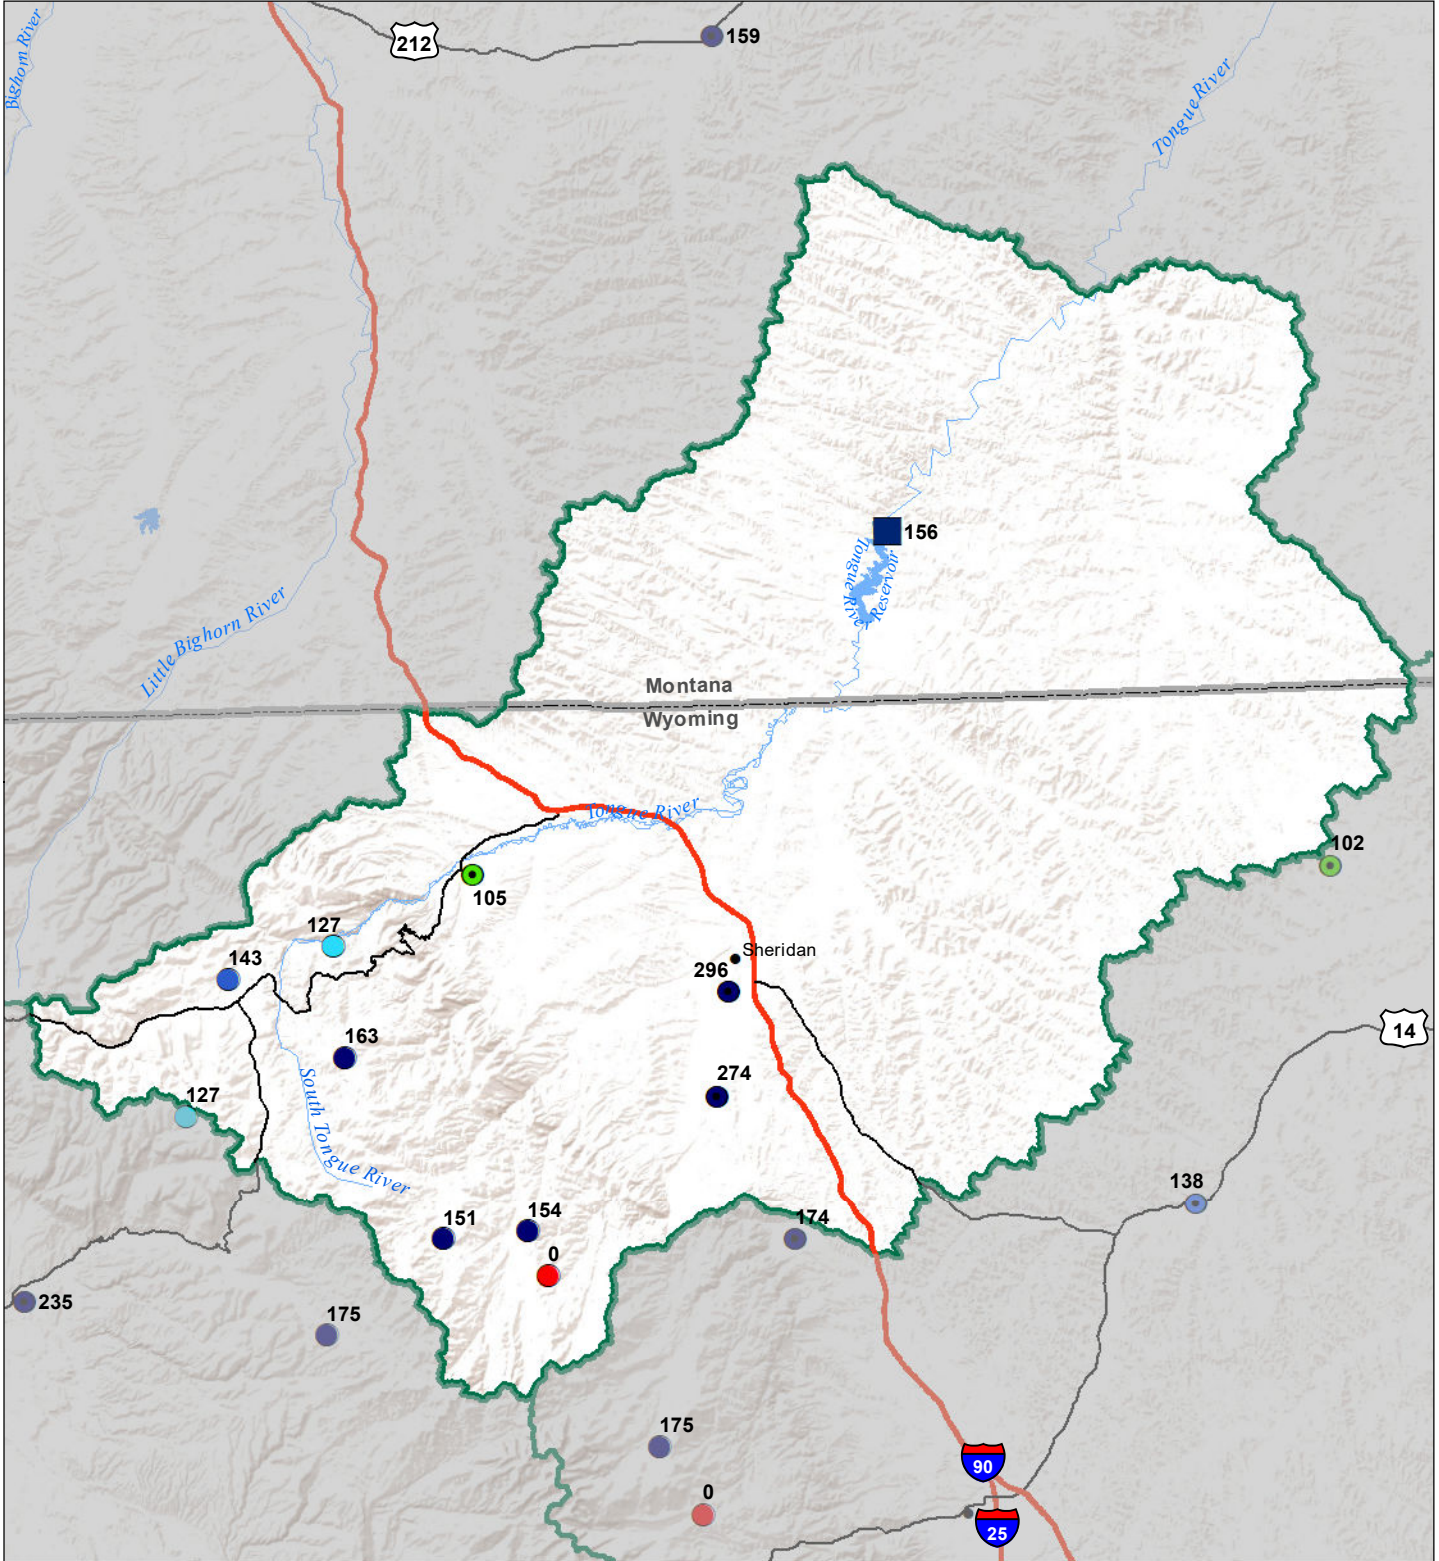 212
159
Bighorn River
Tongue River
156
Tongue River
Reservoir
Little Bighorn River
Montana
Wyoming
Tongue River
102
105
127
Sheridan
143
296
14
163
274
127
South Tongue River
138
151
154
174
0
235
175
175
90
0
25